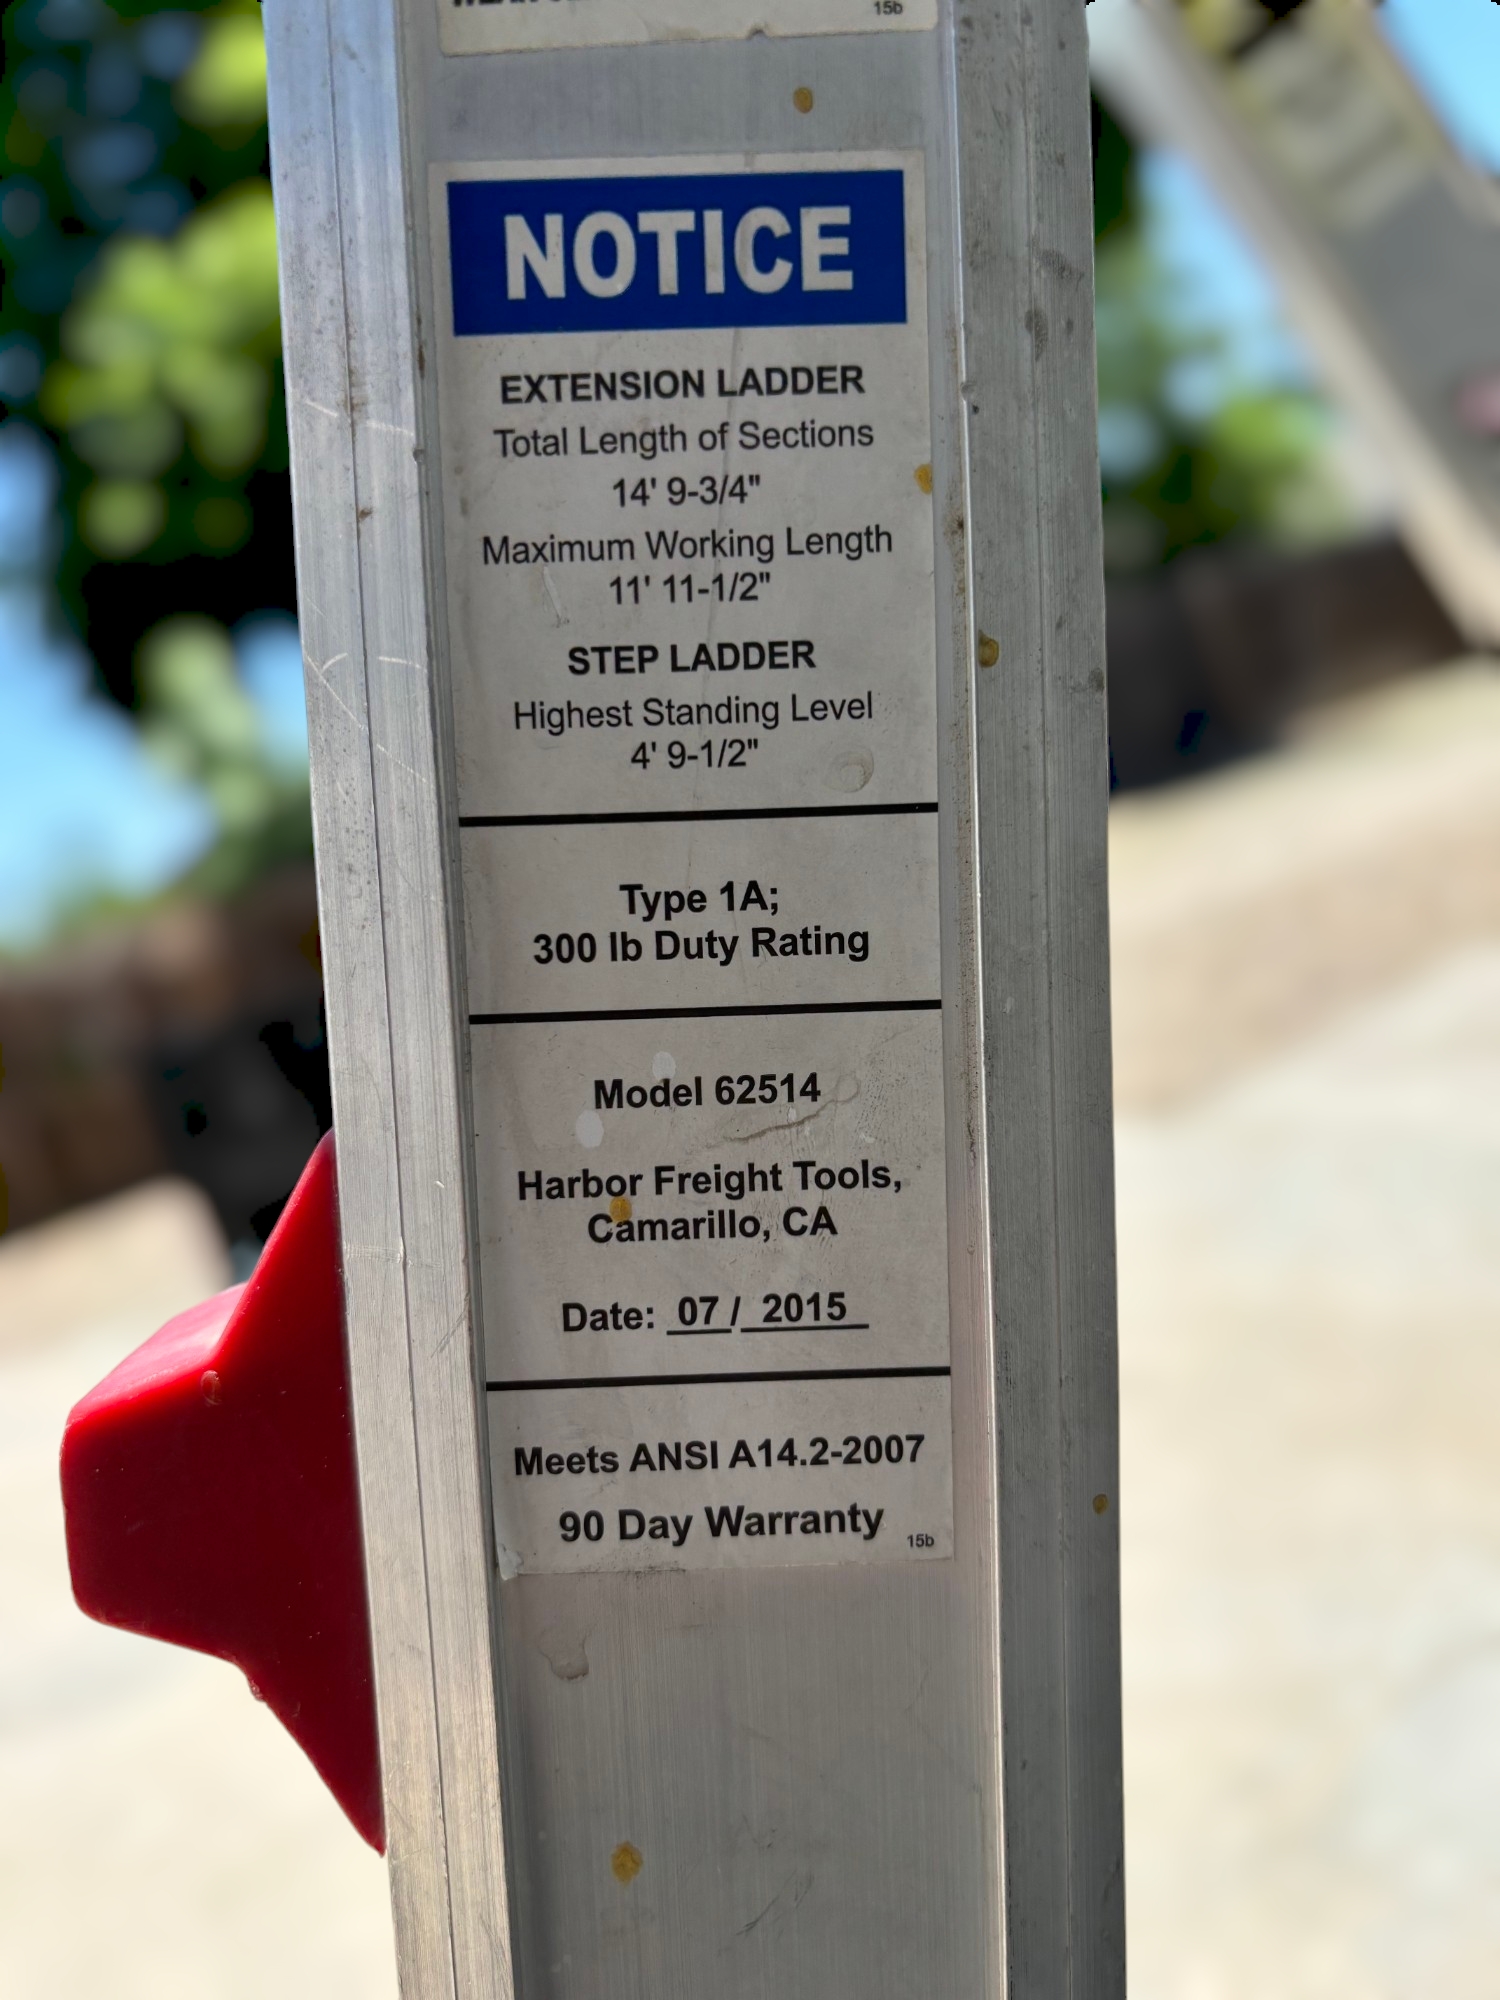 15b
NOTICE
EXTENSION LADDER
Total Length of Sections
14' 9-3/4"
Maximum Working Length
11' 11-1/2"
STEP LADDER
Highest Standing Level
4' 9-1/2"
Type 1A;
300 lb Duty Rating
Model 62514
Harbor Freight Tools,
Camarillo, CA
Date: 07 / 2015
Meets ANSI A14.2-2007
90 Day Warranty
15b